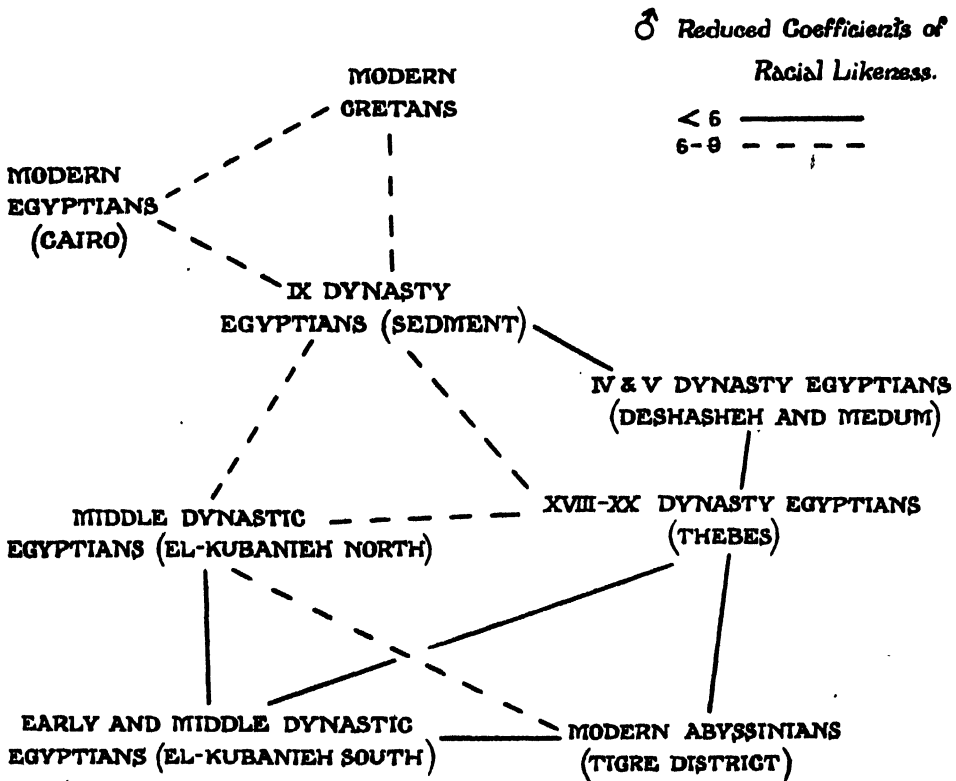 ♂ Reduced Coefficients of
Racial Likeness.
< 6
6-9
MODERN
CRETANS
MODERN
EGYPTIANS
(CAIRO)
IX DYNASTY
EGYPTIANS (SEDMENT)
IV & V DYNASTY EGYPTIANS
(DESHASHEH AND MEDUM)
XVIII-XX DYNASTY EGYPTIANS
(THEBES)
MIDDLE DYNASTIC
EGYPTIANS (EL-KUBANIEH NORTH)
EARLY AND MIDDLE DYNASTIC
EGYPTIANS (EL-KUBANIEH SOUTH)
MODERN ABYSSINIANS
(TIGRE DISTRICT)